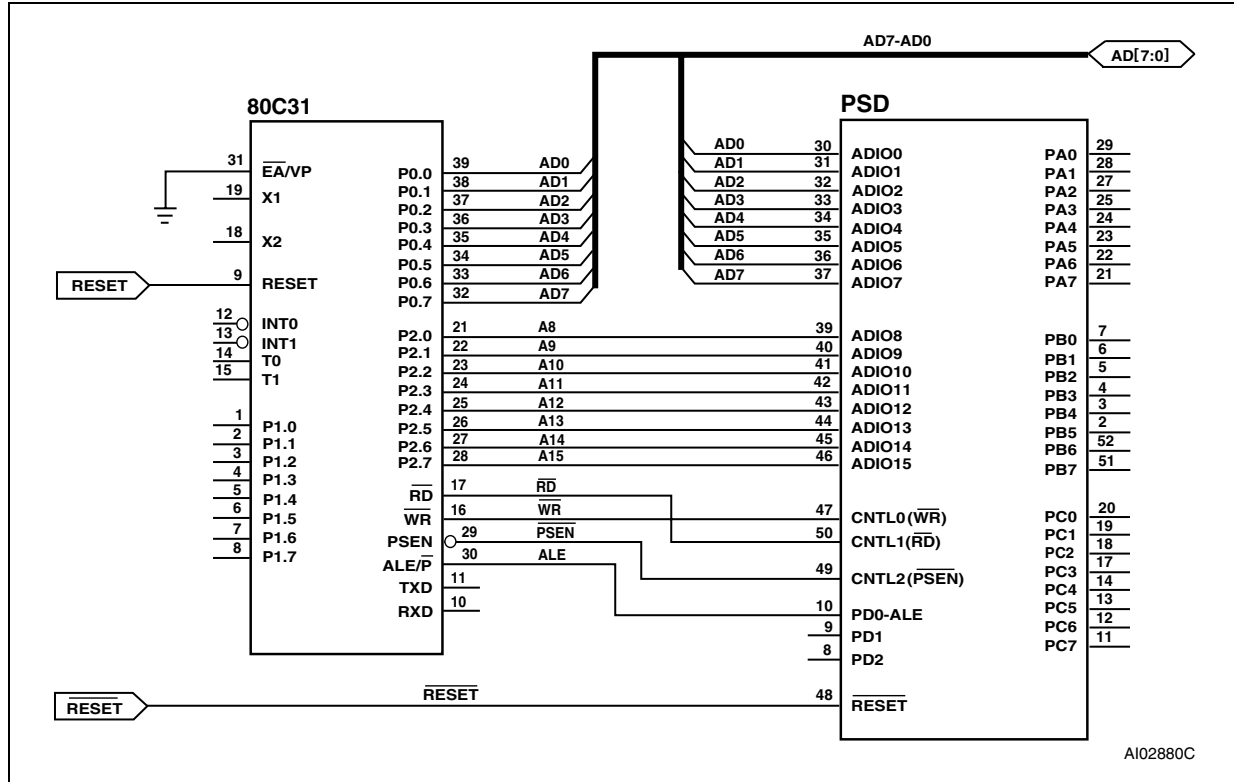 AD7-AD0
AD[7:0]
80C31
PSD
31 E̅A̅/VP
19 X1
18 X2
RESET 9 RESET
12 INT0
13 INT1
14 T0
15 T1
1 P1.0
2 P1.1
3 P1.2
4 P1.3
5 P1.4
6 P1.5
7 P1.6
8 P1.7
P0.0 39 AD0
P0.1 38 AD1
P0.2 37 AD2
P0.3 36 AD3
P0.4 35 AD4
P0.5 34 AD5
P0.6 33 AD6
P0.7 32 AD7
P2.0 21 A8
P2.1 22 A9
P2.2 23 A10
P2.3 24 A11
P2.4 25 A12
P2.5 26 A13
P2.6 27 A14
P2.7 28 A15
R̅D̅ 17 R̅D̅
W̅R̅ 16 W̅R̅
PSEN 29 P̅S̅E̅N̅
ALE/P̅ 30 ALE
TXD 11
RXD 10
AD0 30 ADIO0
AD1 31 ADIO1
AD2 32 ADIO2
AD3 33 ADIO3
AD4 34 ADIO4
AD5 35 ADIO5
AD6 36 ADIO6
AD7 37 ADIO7
39 ADIO8
40 ADIO9
41 ADIO10
42 ADIO11
43 ADIO12
44 ADIO13
45 ADIO14
46 ADIO15
47 CNTL0(W̅R̅)
50 CNTL1(R̅D̅)
49 CNTL2(P̅S̅E̅N̅)
10 PD0-ALE
9 PD1
8 PD2
R̅E̅S̅E̅T̅ R̅E̅S̅E̅T̅ 48 R̅E̅S̅E̅T̅
PA0 29
PA1 28
PA2 27
PA3 25
PA4 24
PA5 23
PA6 22
PA7 21
PB0 7
PB1 6
PB2 5
PB3 4
PB4 3
PB5 2
PB6 52
PB7 51
PC0 20
PC1 19
PC2 18
PC3 17
PC4 14
PC5 13
PC6 12
PC7 11
AI02880C